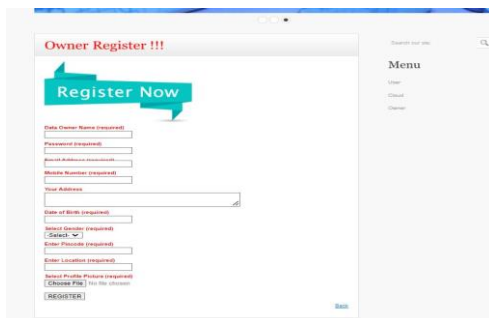 Owner Register !!!
Register Now
Data Owner Name (required)
Password (required)
Email Address (required)
Mobile Number (required)
Your Address
Date of Birth (required)
Select Gender (required)
-Select-
Enter Pincode (required)
Enter Location (required)
Select Profile Picture (required)
Choose File No file chosen
REGISTER
Back
Search our site
Menu
User
Cloud
Owner